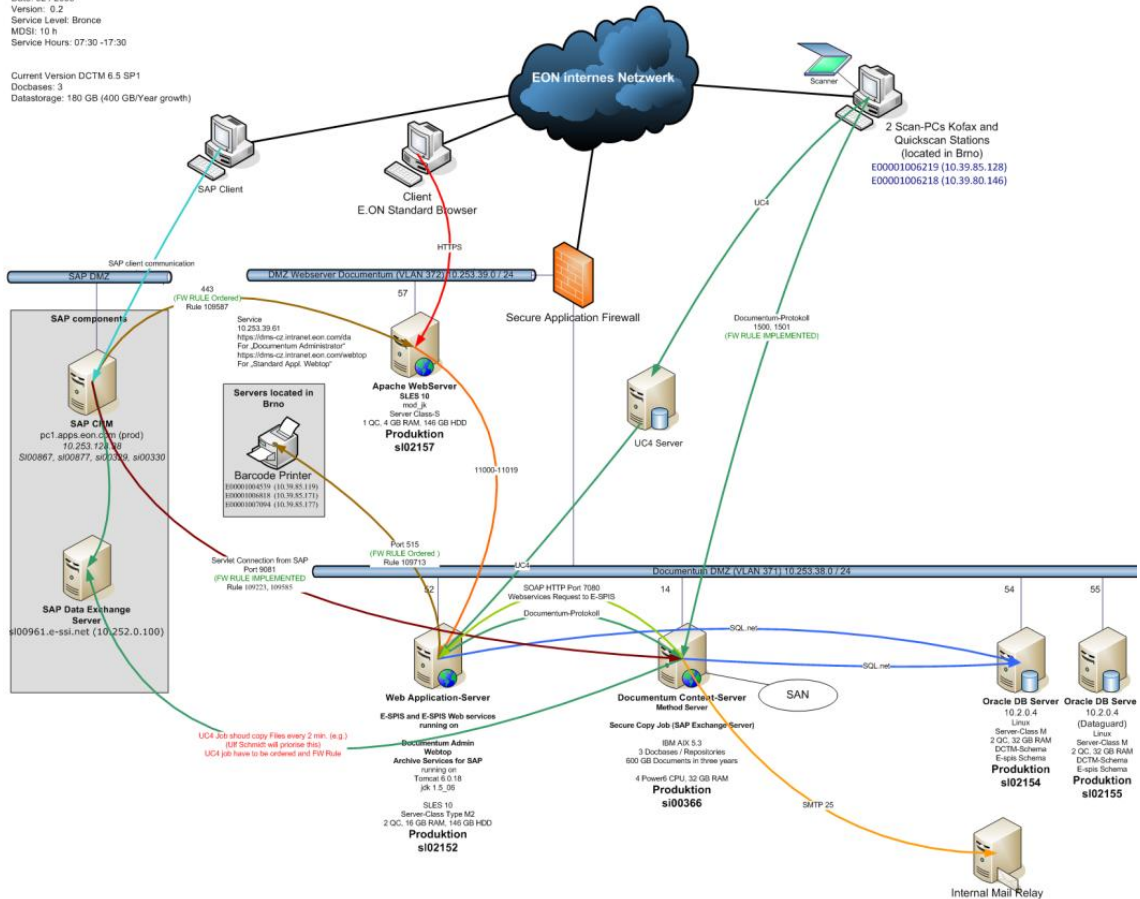 Version: 0.2
Service Level: Bronce
MDSI: 10 h
Service Hours: 07:30 -17:30
Current Version DCTM 6.5 SP1
Docbases: 3
Datastorage: 180 GB (400 GB/Year growth)
EON internes Netzwerk
Scanner
2 Scan-PCs Kofax and
Quickscan Stations
(located in Brno)
E00001006219 (10.39.85.128)
E00001006218 (10.39.80.146)
SAP Client
Client
E.ON Standard Browser
UC4
HTTPS
SAP client communication
SAP DMZ
DMZ Webserver Documentum (VLAN 372) 10.253.39.0 / 24
Secure Application Firewall
443
(FW RULE Ordered)
Rule 109587
57
Service
10.253.39.61
https://dms-cz.intranet.eon.com/da
For „Documentum Administrator“
https://dms-cz.intranet.eon.com/webtop
For „Standard Appl. Webtop“
Documentum-Protokoll
1500, 1501
(FW RULE IMPLEMENTED)
SAP components
Apache WebServer
SLES 10
mod_jk
Server Class-S
1 QC, 4 GB RAM, 146 GB HDD
Produktion
sl02157
Servers located in
Brno
Barcode Printer
E00001004539 (10.39.85.119)
E00001006818 (10.39.85.171)
E00001007094 (10.39.85.177)
SAP CRM
pc1.apps.eon.com (prod)
Sl00867, sl00877, si00329, si00330
UC4 Server
11000-11019
Port 515
(FW RULE Ordered )
Rule 109713
Servlet Connection from SAP
Port 9081
(FW RULE IMPLEMENTED
Rule 109223, 109585
UC4
Documentum DMZ (VLAN 371) 10.253.38.0 / 24
52
SOAP HTTP Port 7080
Webservices Request to E-SPIS
14
54
55
Documentum-Protokoll
SAP Data Exchange
Server
sl00961.e-ssi.net (10.252.0.100)
SQL.net
SQL.net
SAN
Web Application-Server
E-SPIS and E-SPIS Web services
running on
Documentum Admin
Webtop
Archive Services for SAP
running on
Tomcat 6.0.18
jdk 1.5_06
SLES 10
Server-Class Type M2
2 QC, 16 GB RAM, 146 GB HDD
Produktion
sl02152
Documentum Content-Server
Method Server
Secure Copy Job (SAP Exchange Server)
IBM AIX 5.3
3 Docbases / Repositories
600 GB Documents in three years
4 Power6 CPU, 32 GB RAM
Produktion
si00366
Oracle DB Server
10.2.0.4
Linux
Server-Class M
2 QC, 32 GB RAM
DCTM-Schema
E-spis Schema
Produktion
sl02154
Oracle DB Server
10.2.0.4
(Dataguard)
Linux
Server-Class M
2 QC, 32 GB RAM
DCTM-Schema
E-spis Schema
Produktion
sl02155
UC4 Job shoud copy Files every 2 min. (e.g.)
(Ulf Schmidt will priorise this)
UC4 job have to be ordered and FW Rule
SMTP 25
Internal Mail Relay